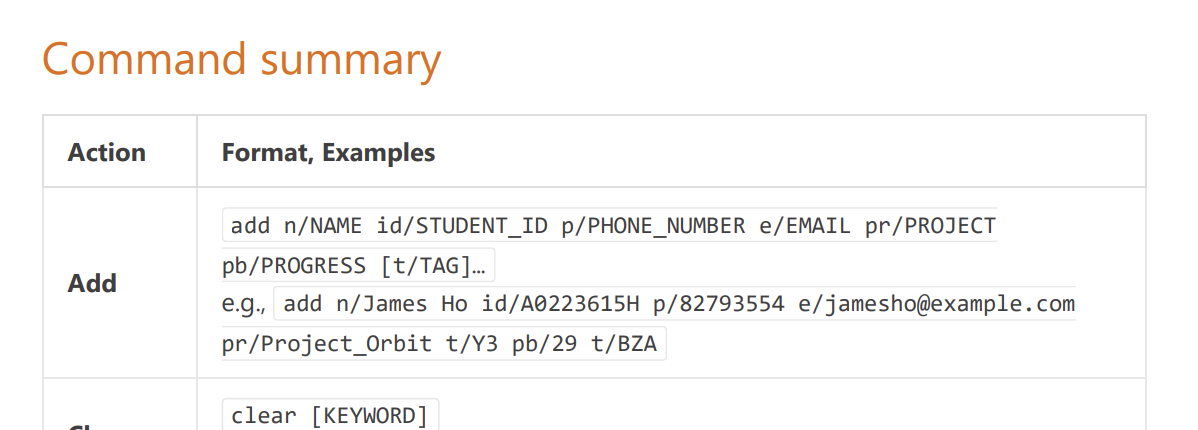 Command summary
Action
Format, Examples
Add
add n/NAME id/STUDENT_ID p/PHONE_NUMBER e/EMAIL pr/PROJECT
pb/PROGRESS [t/TAG]…
e.g., add n/James Ho id/A0223615H p/82793554 e/jamesho@example.com
pr/Project_Orbit t/Y3 pb/29 t/BZA
clear [KEYWORD]